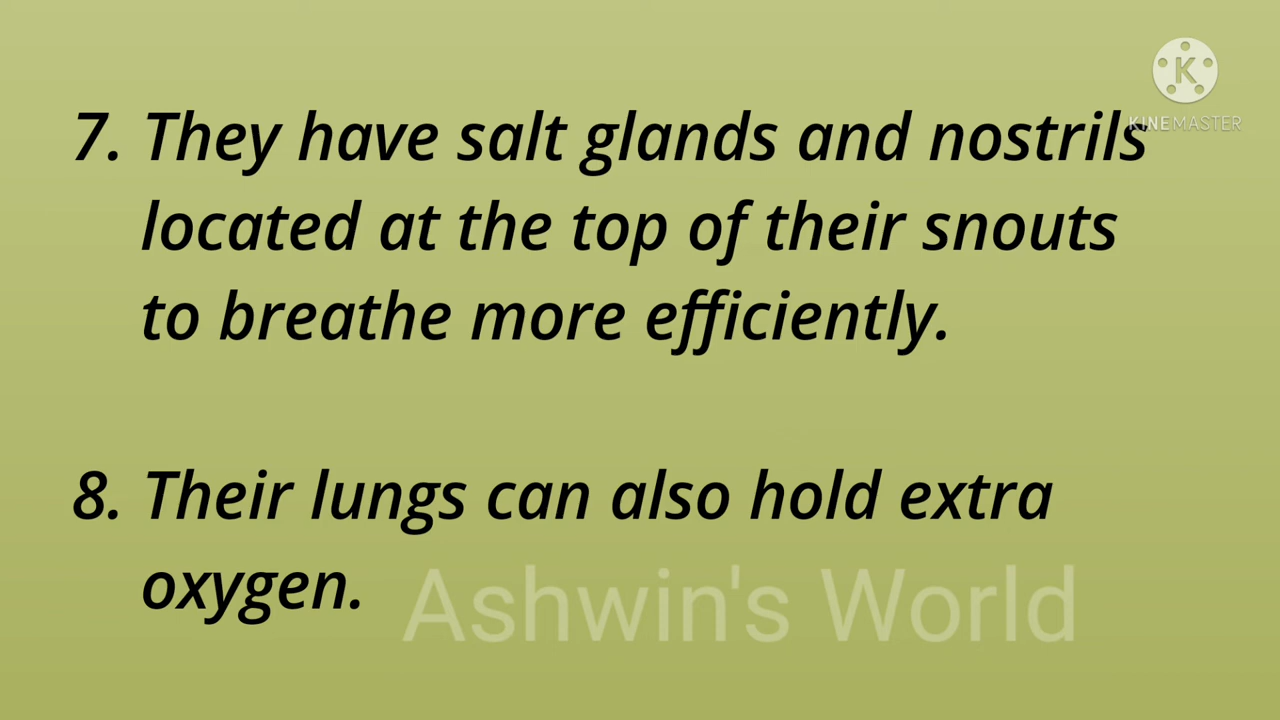 7. They have salt glands and nostrils
located at the top of their snouts
to breathe more efficiently.
8. Their lungs can also hold extra
oxygen.
Ashwin's World
K
KINEMASTER